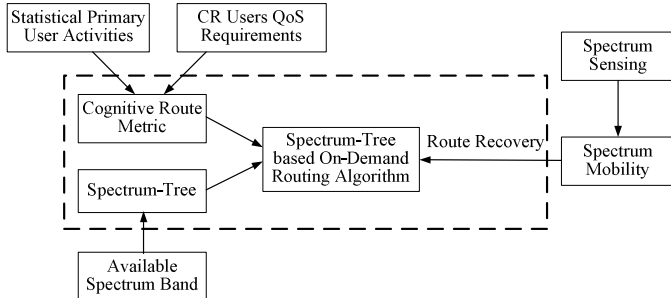 Statistical Primary
User Activities
CR Users QoS
Requirements
Spectrum
Sensing
Cognitive Route
Metric
Spectrum-Tree
based On-Demand
Routing Algorithm
Route Recovery
Spectrum
Mobility
Spectrum-Tree
Available
Spectrum Band